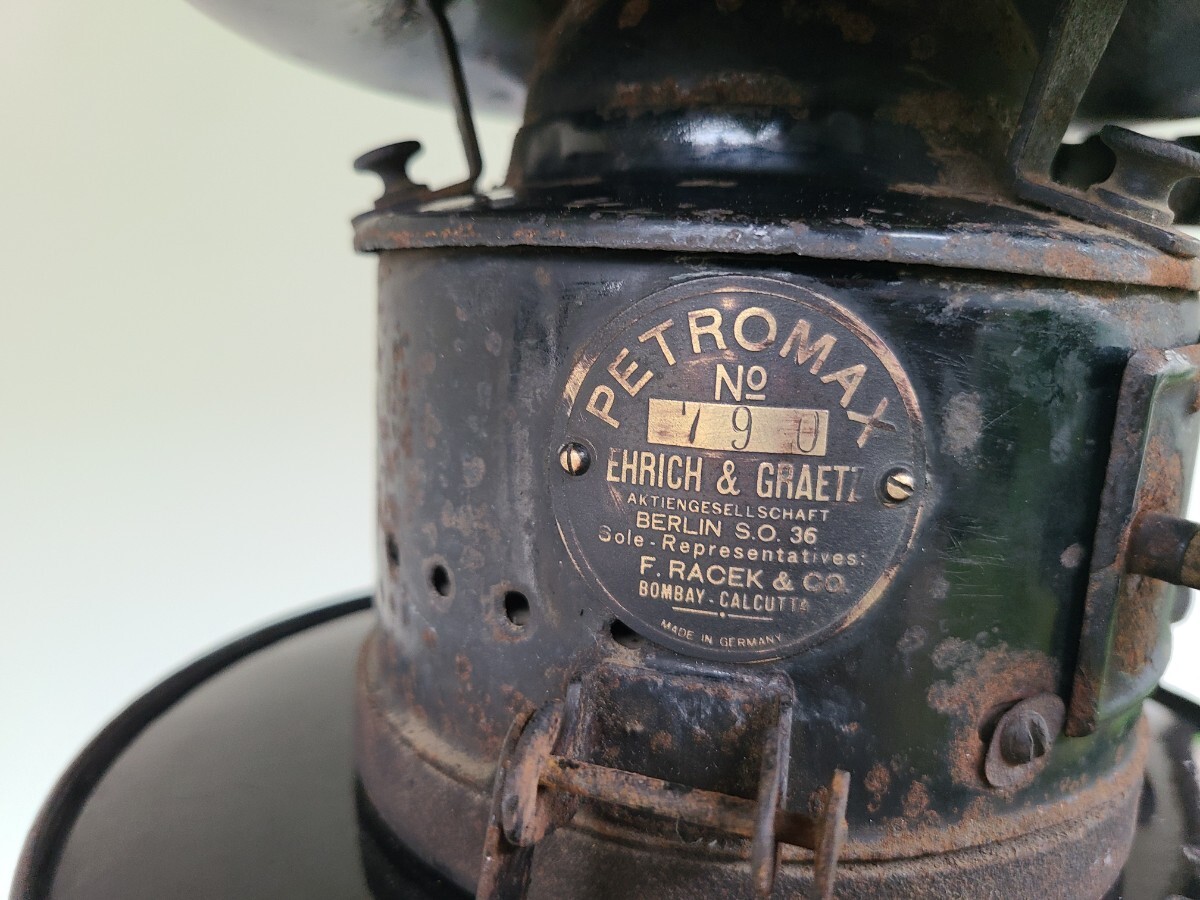 PETROMAX
No
790
EHRICH & GRAETZ
AKTIENGESELLSCHAFT
BERLIN S.O. 36
Sole-Representatives:
F. RACEK & CO.
BOMBAY-CALCUTTA
MADE IN GERMANY